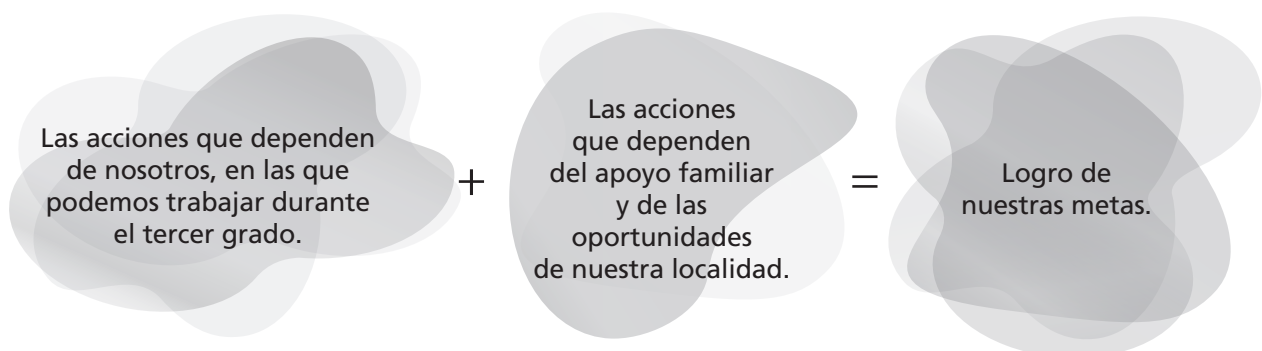 Las acciones que dependen
de nosotros, en las que
podemos trabajar durante
el tercer grado.
+
Las acciones
que dependen
del apoyo familiar
y de las
oportunidades
de nuestra localidad.
=
Logro de
nuestras metas.